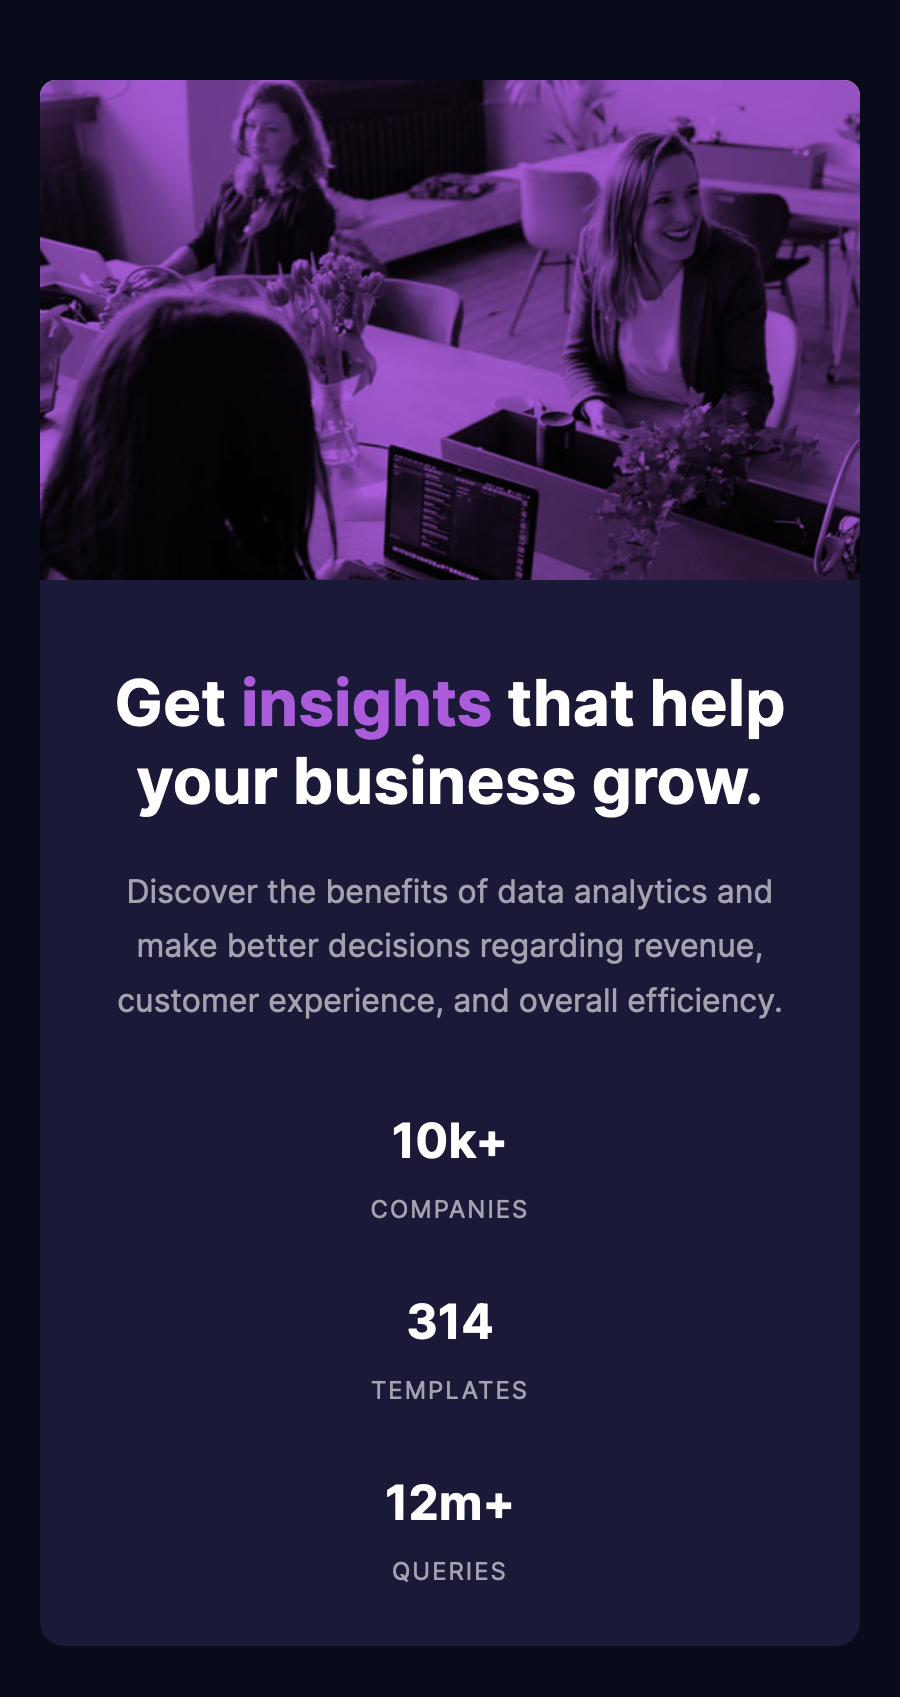 Get insights that help
your business grow.
Discover the benefits of data analytics and
make better decisions regarding revenue,
customer experience, and overall efficiency.
10k+
COMPANIES
314
TEMPLATES
12m+
QUERIES